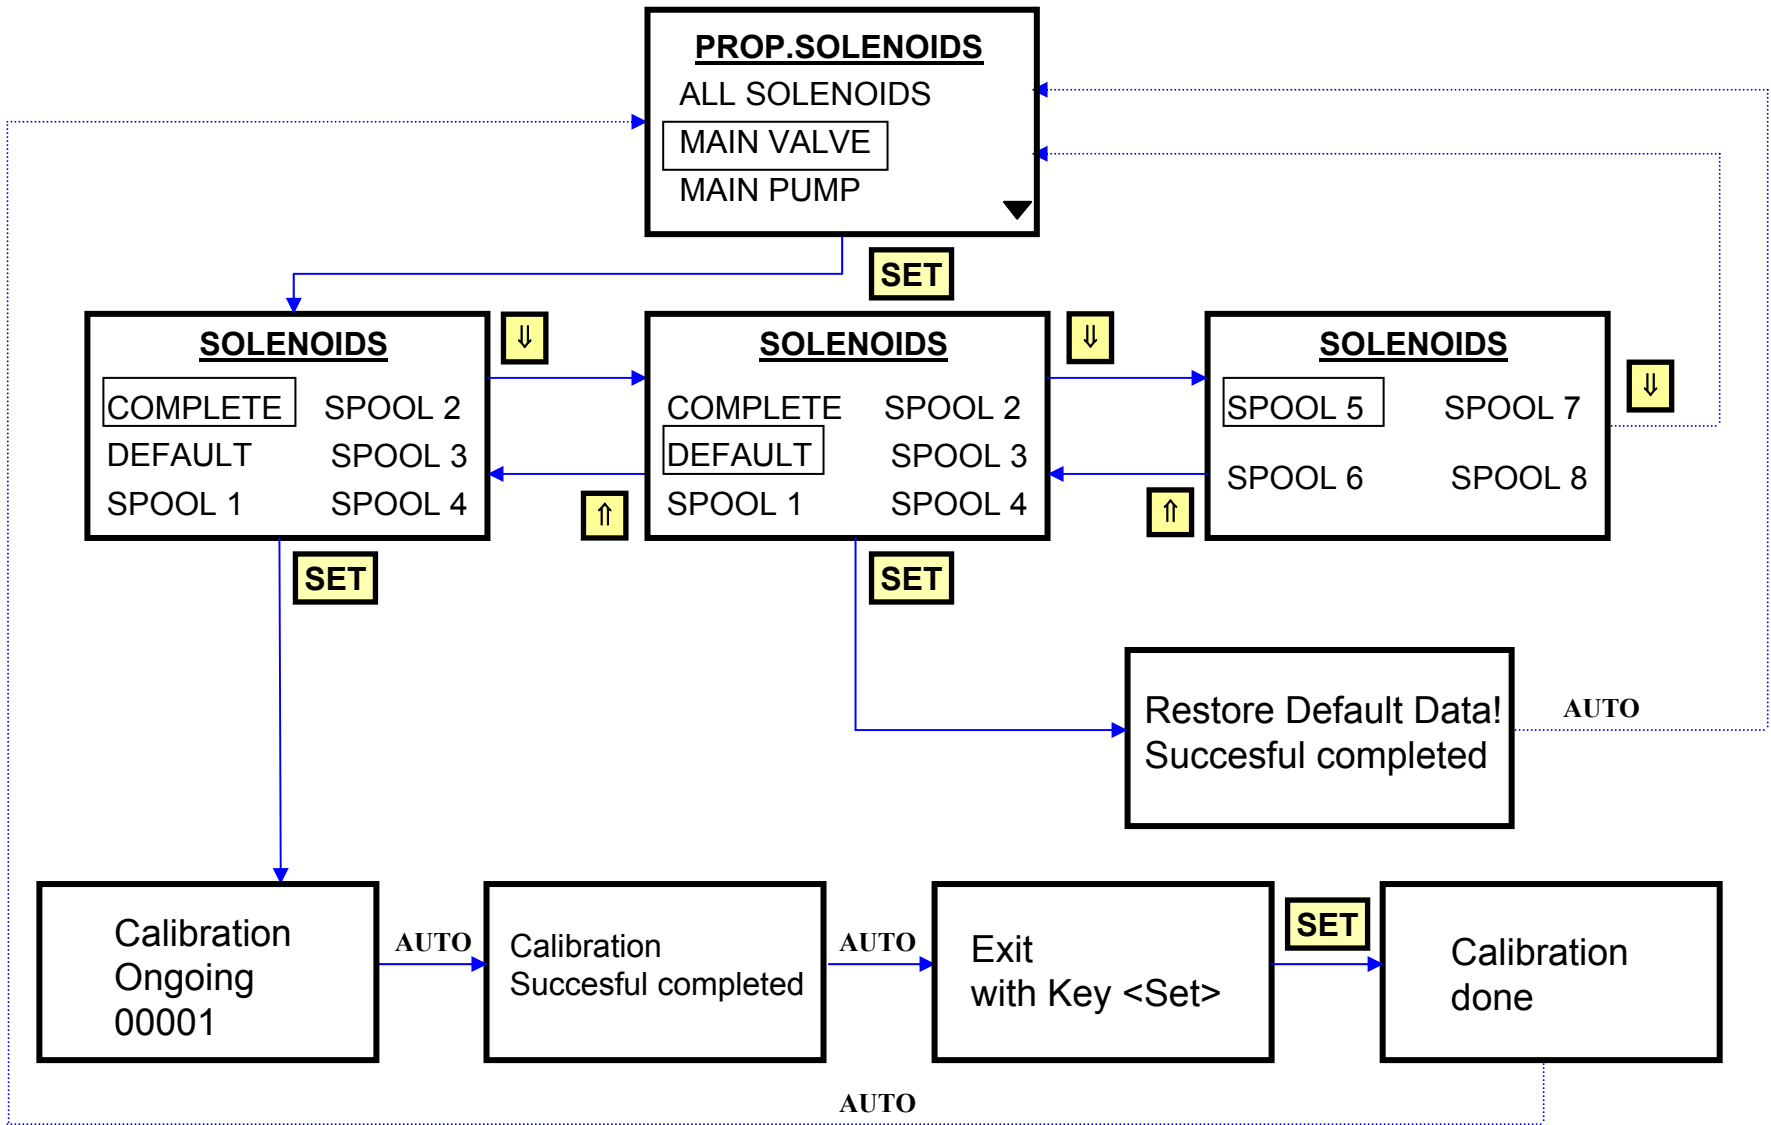 PROP.SOLENOIDS
ALL SOLENOIDS
MAIN VALVE
MAIN PUMP
SET
SOLENOIDS
COMPLETE SPOOL 2
DEFAULT SPOOL 3
SPOOL 1 SPOOL 4
⇓
⇑
SET
SOLENOIDS
COMPLETE SPOOL 2
DEFAULT SPOOL 3
SPOOL 1 SPOOL 4
⇓
⇑
SET
SOLENOIDS
SPOOL 5 SPOOL 7
SPOOL 6 SPOOL 8
⇓
Restore Default Data!
Succesful completed
AUTO
Calibration
Ongoing
00001
AUTO
Calibration
Succesful completed
AUTO
Exit
with Key <Set>
SET
Calibration
done
AUTO